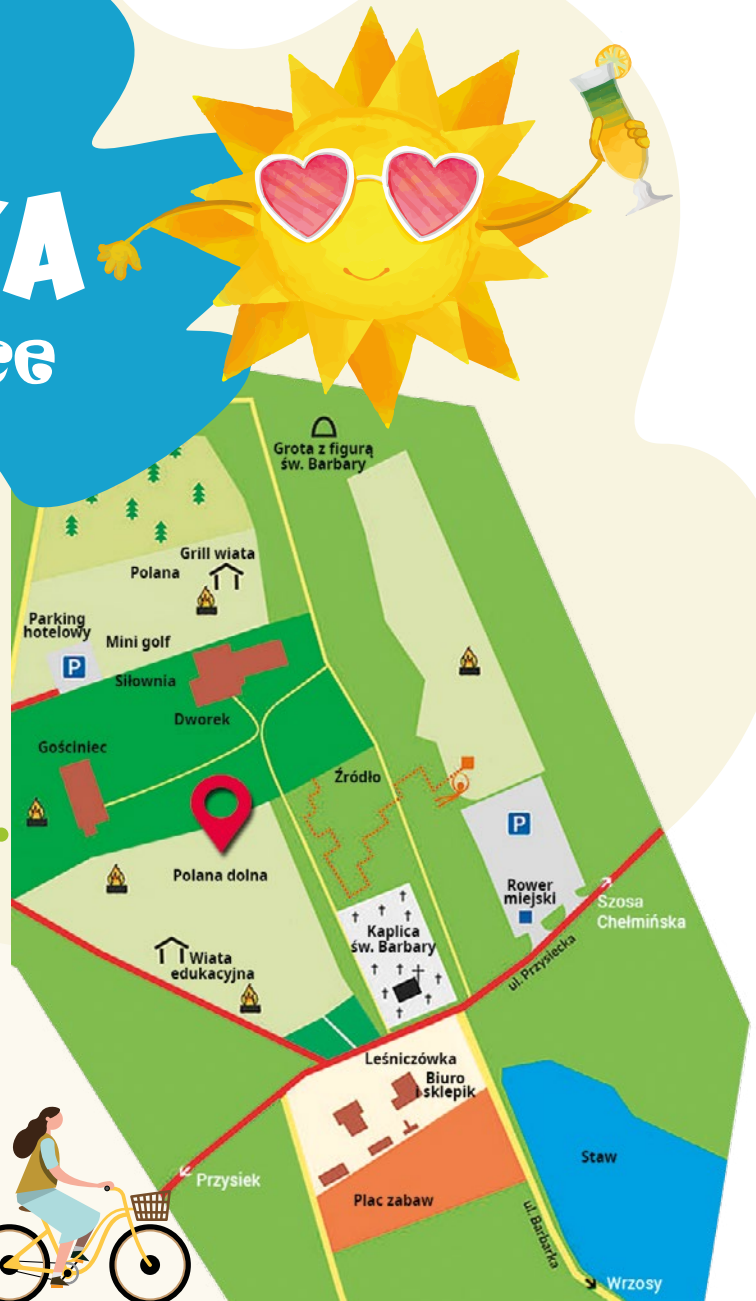 A
ce
Grota z figurą
św. Barbary
Grill wiata
Polana
Parking
hotelowy
P
Mini golf
Siłownia
Dworek
Gościniec
Źródło
P
Polana dolna
Rower
miejski
Szosa
Chełmińska
Kaplica
św. Barbary
Wiata
edukacyjna
ul. Przysiecka
Leśniczówka
Biuro
i sklepik
Staw
Przysiek
Plac zabaw
ul. Barbarka
Wrzosy